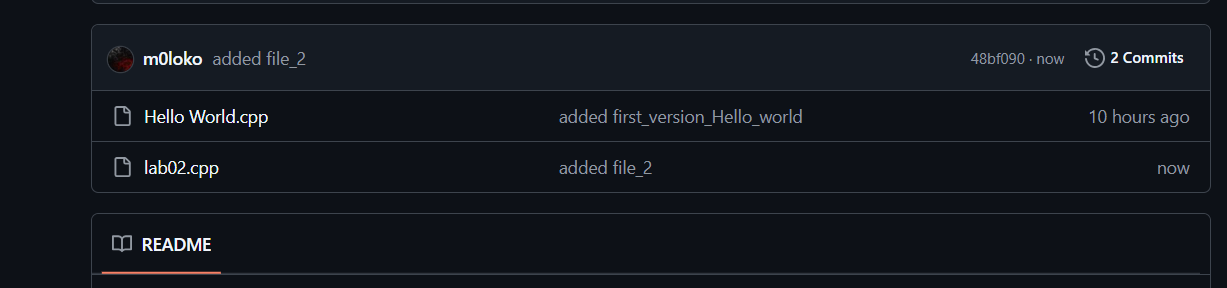 m0loko added file_2 48bf090 · now 2 Commits
Hello World.cpp added first_version_Hello_world 10 hours ago
lab02.cpp added file_2 now
README